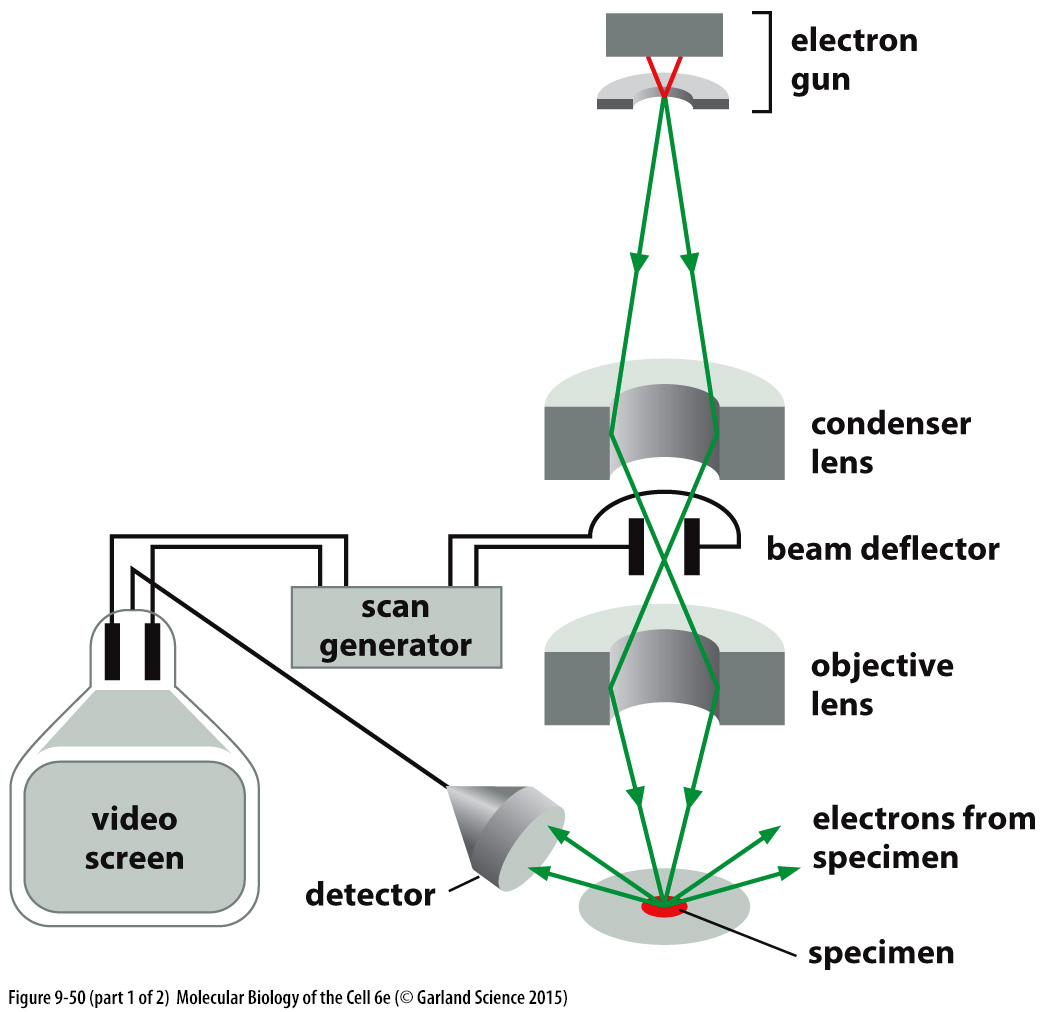 electron
gun
condenser
lens
beam deflector
scan
generator
objective
lens
video
screen
electrons from
specimen
detector
specimen
Figure 9-50 (part 1 of 2) Molecular Biology of the Cell 6e (© Garland Science 2015)